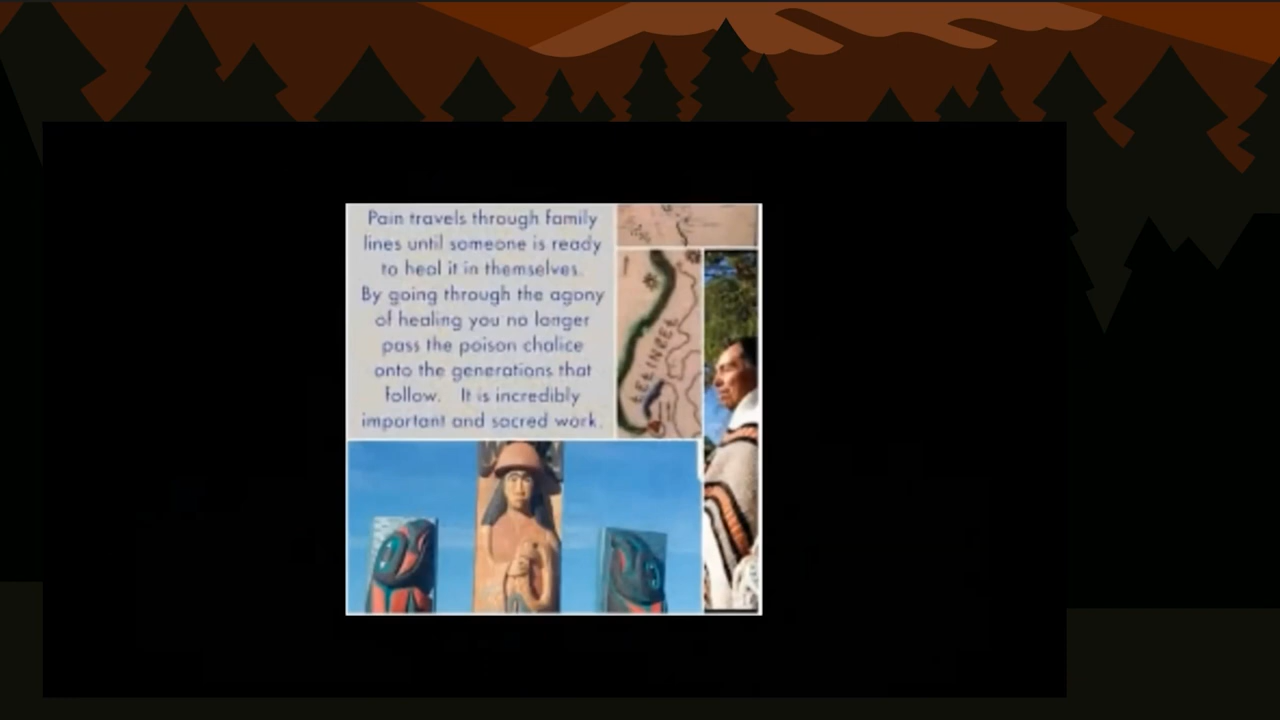 Pain travels through family
lines until someone is ready
to heal it in themselves.
By going through the agony
of healing you no longer
pass the poison chalice
onto the generations that
follow. It is incredibly
important and sacred work.